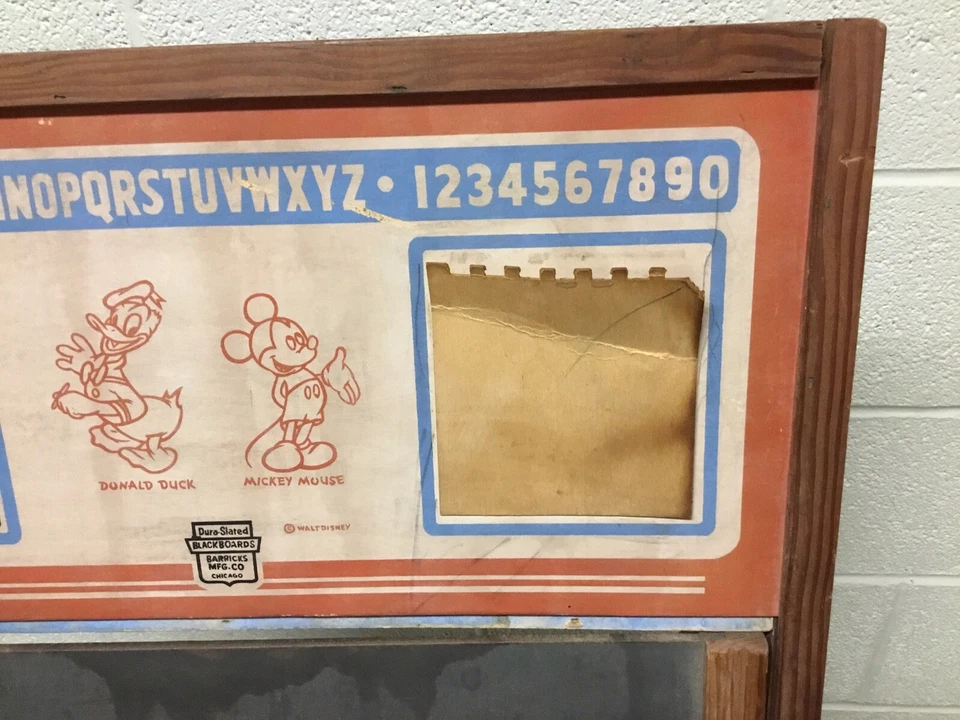 NOPQRSTUVWXYZ • 1234567890
DONALD DUCK
MICKEY MOUSE
© WALT DISNEY
Dura-Slated
BLACKBOARDS
BARRICKS
MFG. CO
CHICAGO